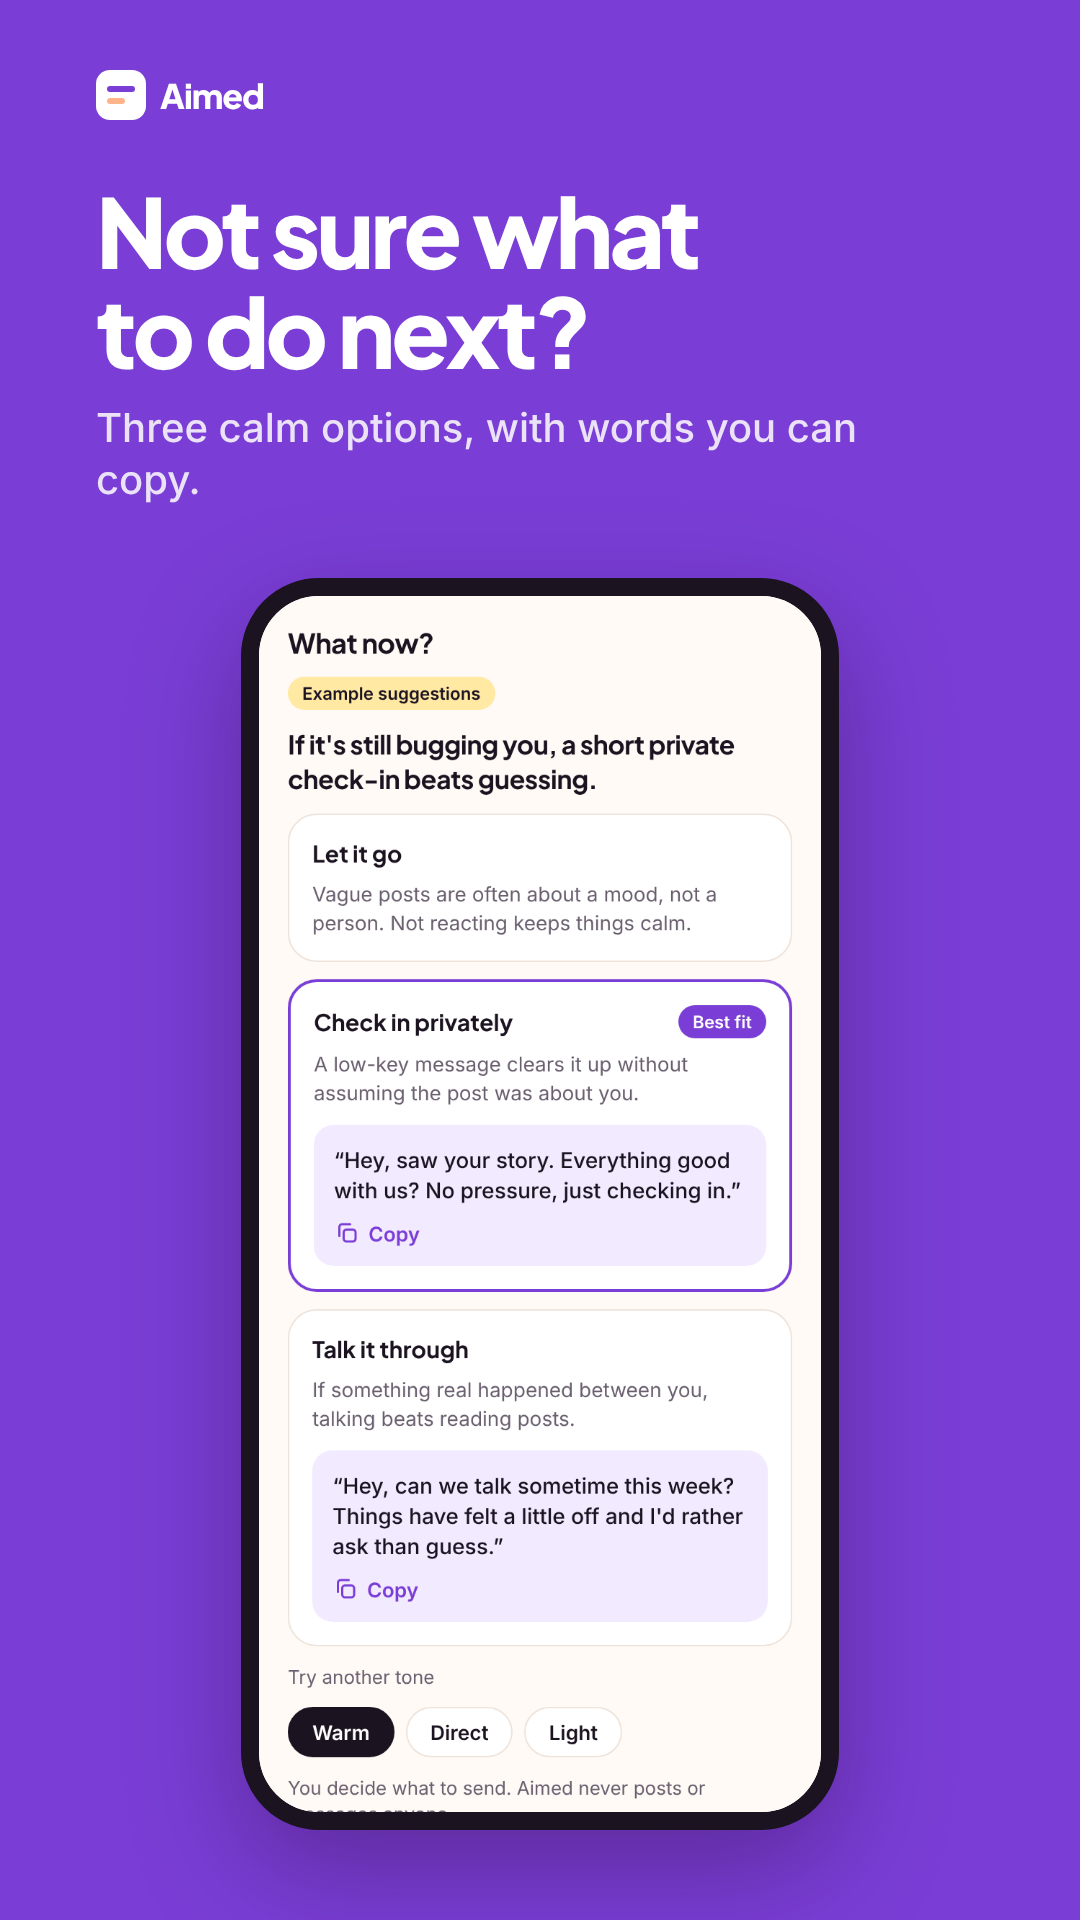 Aimed
Not sure what
to do next?
Three calm options, with words you can
copy.
What now?
Example suggestions
If it's still bugging you, a short private
check-in beats guessing.
Let it go
Vague posts are often about a mood, not a
person. Not reacting keeps things calm.
Check in privately
Best fit
A low-key message clears it up without
assuming the post was about you.
“Hey, saw your story. Everything good
with us? No pressure, just checking in.”
Copy
Talk it through
If something real happened between you,
talking beats reading posts.
“Hey, can we talk sometime this week?
Things have felt a little off and I'd rather
ask than guess.”
Copy
Try another tone
Warm
Direct
Light
You decide what to send. Aimed never posts or